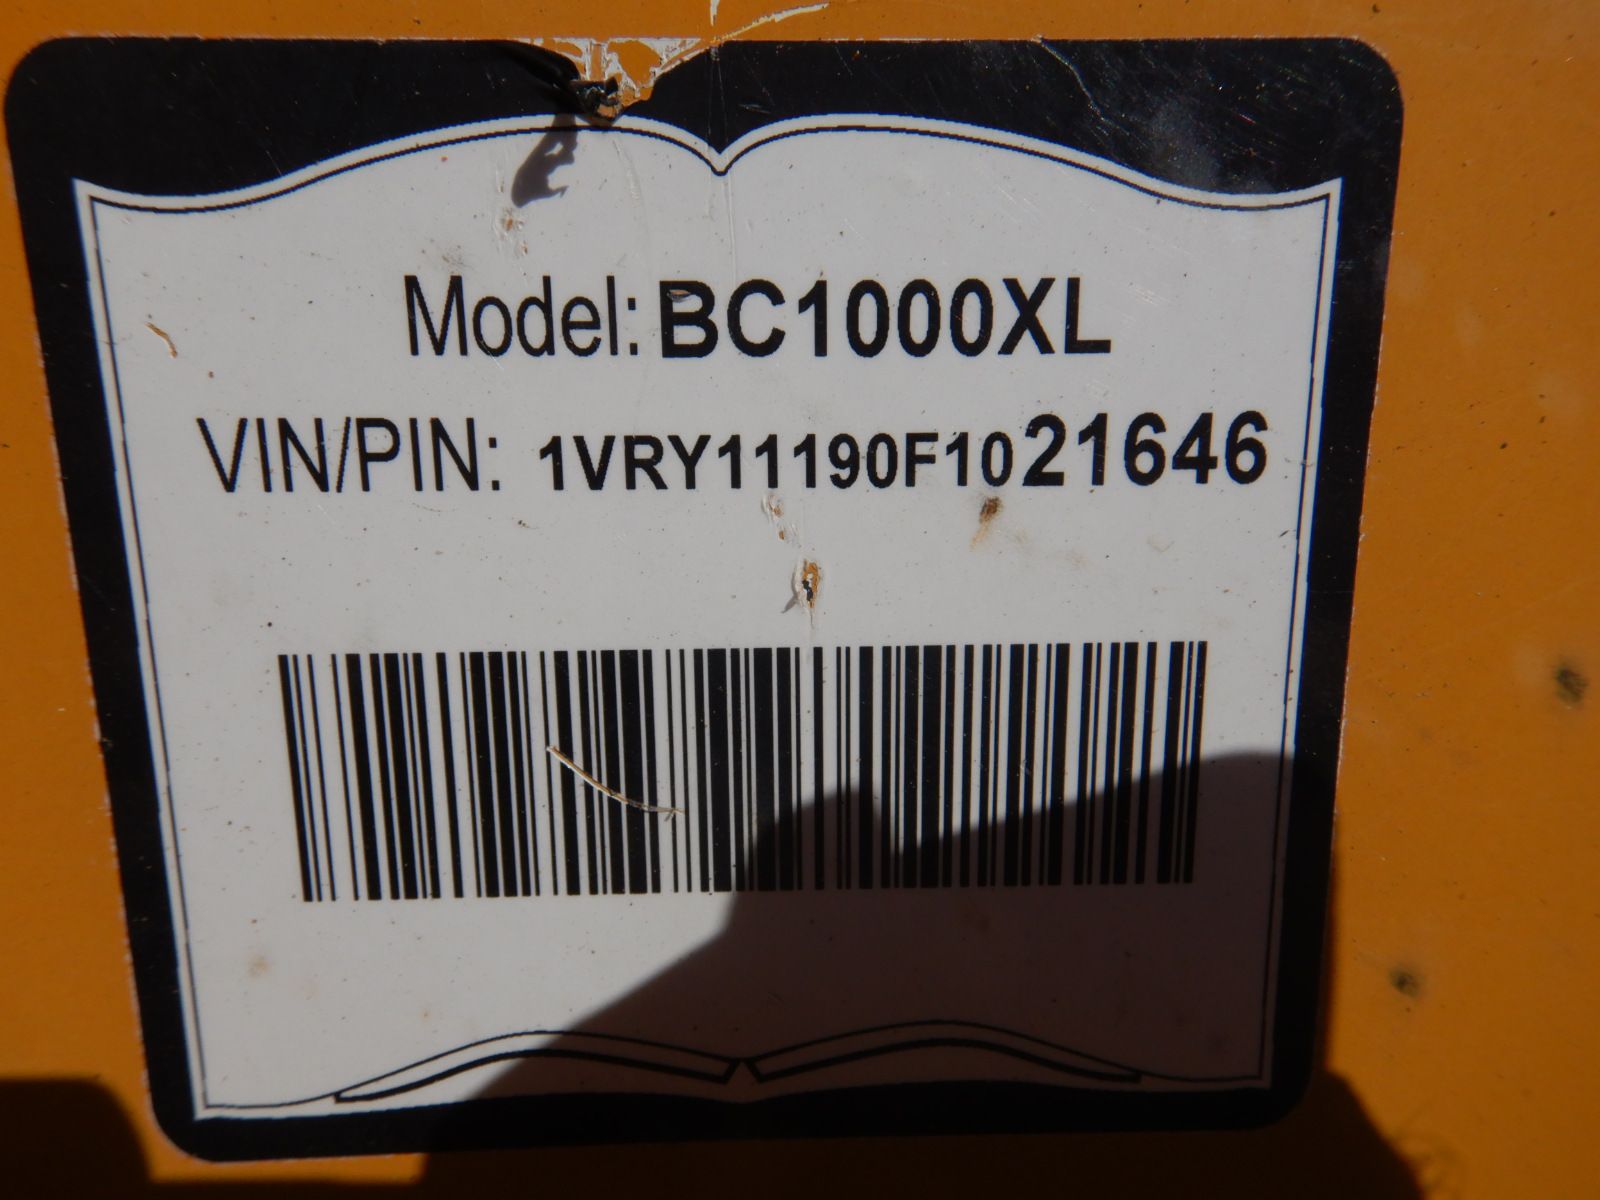 Model: BC1000XL
VIN/PIN: 1VRY11190F1021646